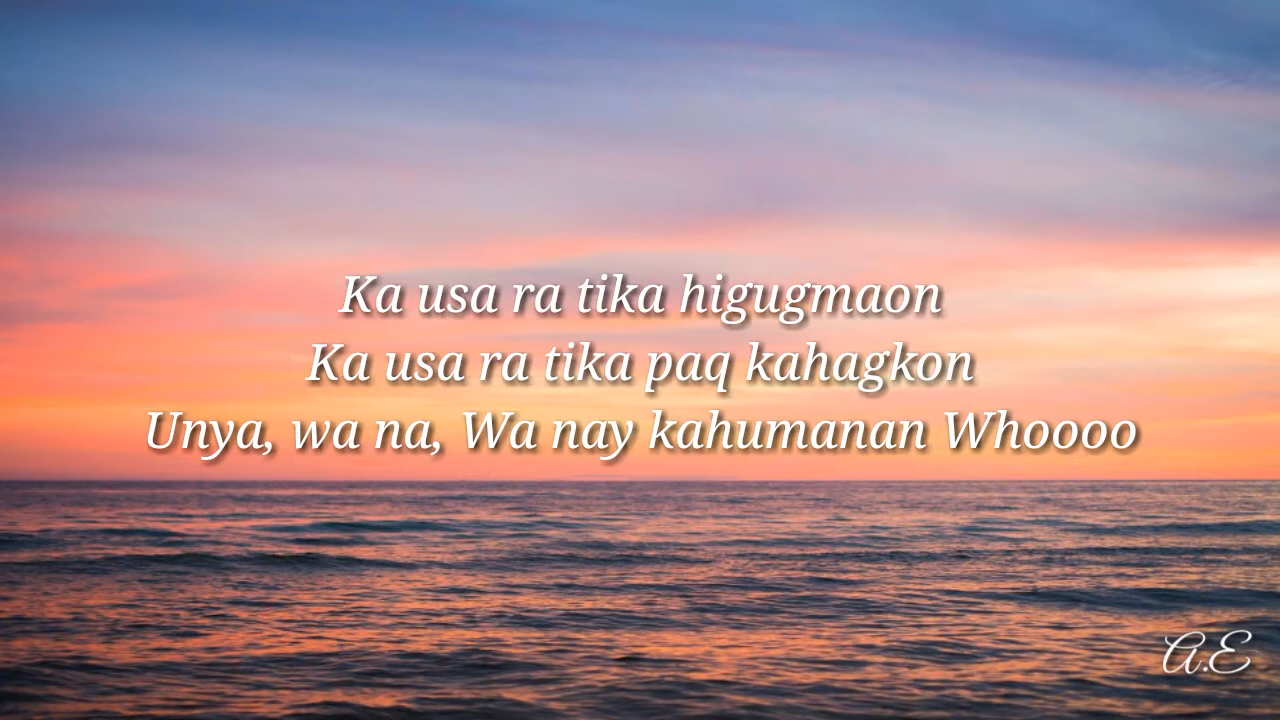 Ka usa ra tika higugmaon
Ka usa ra tika paq kahagkon
Unya, wa na, Wa nay kahumanan Whoooo
A.E